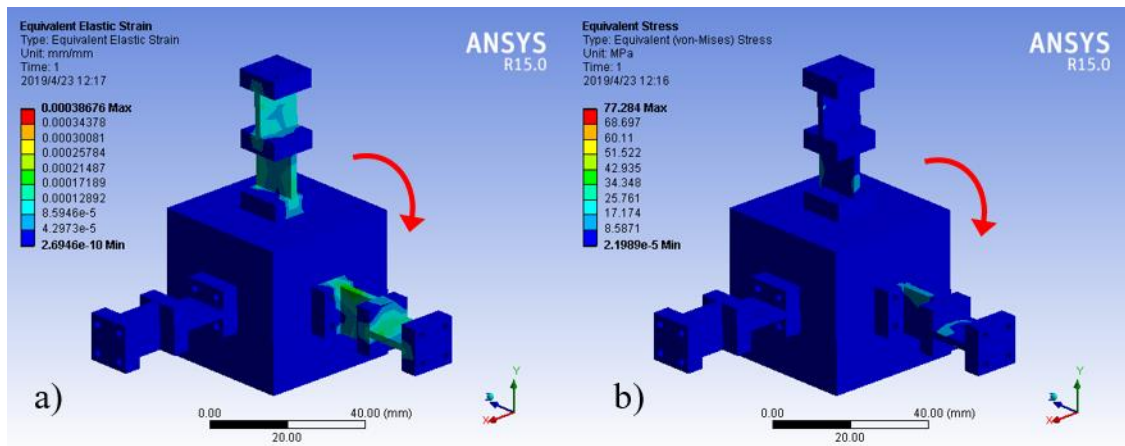 Equivalent Elastic Strain
Type: Equivalent Elastic Strain
Unit: mm/mm
Time: 1
2019/4/23 12:17
ANSYS
R15.0
0.00038676 Max
0.00034378
0.00030081
0.00025784
0.00021487
0.00017189
0.00012892
8.5946e-5
4.2973e-5
2.6946e-10 Min
a)
0.00
40.00 (mm)
20.00
Y
X
Equivalent Stress
Type: Equivalent (von-Mises) Stress
Unit: MPa
Time: 1
2019/4/23 12:16
ANSYS
R15.0
77.284 Max
68.697
60.11
51.522
42.935
34.348
25.761
17.174
8.5871
2.1989e-5 Min
b)
0.00
40.00 (mm)
20.00
Y
X